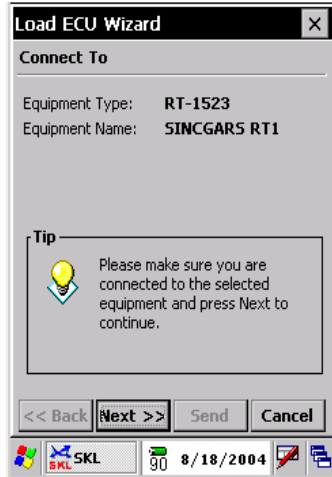 Load ECU Wizard
Connect To
Equipment Type: RT-1523
Equipment Name: SINCGARS RT1
Tip
Please make sure you are
connected to the selected
equipment and press Next to
continue.
<< Back Next >> Send Cancel
SKL SKL 90 8/18/2004